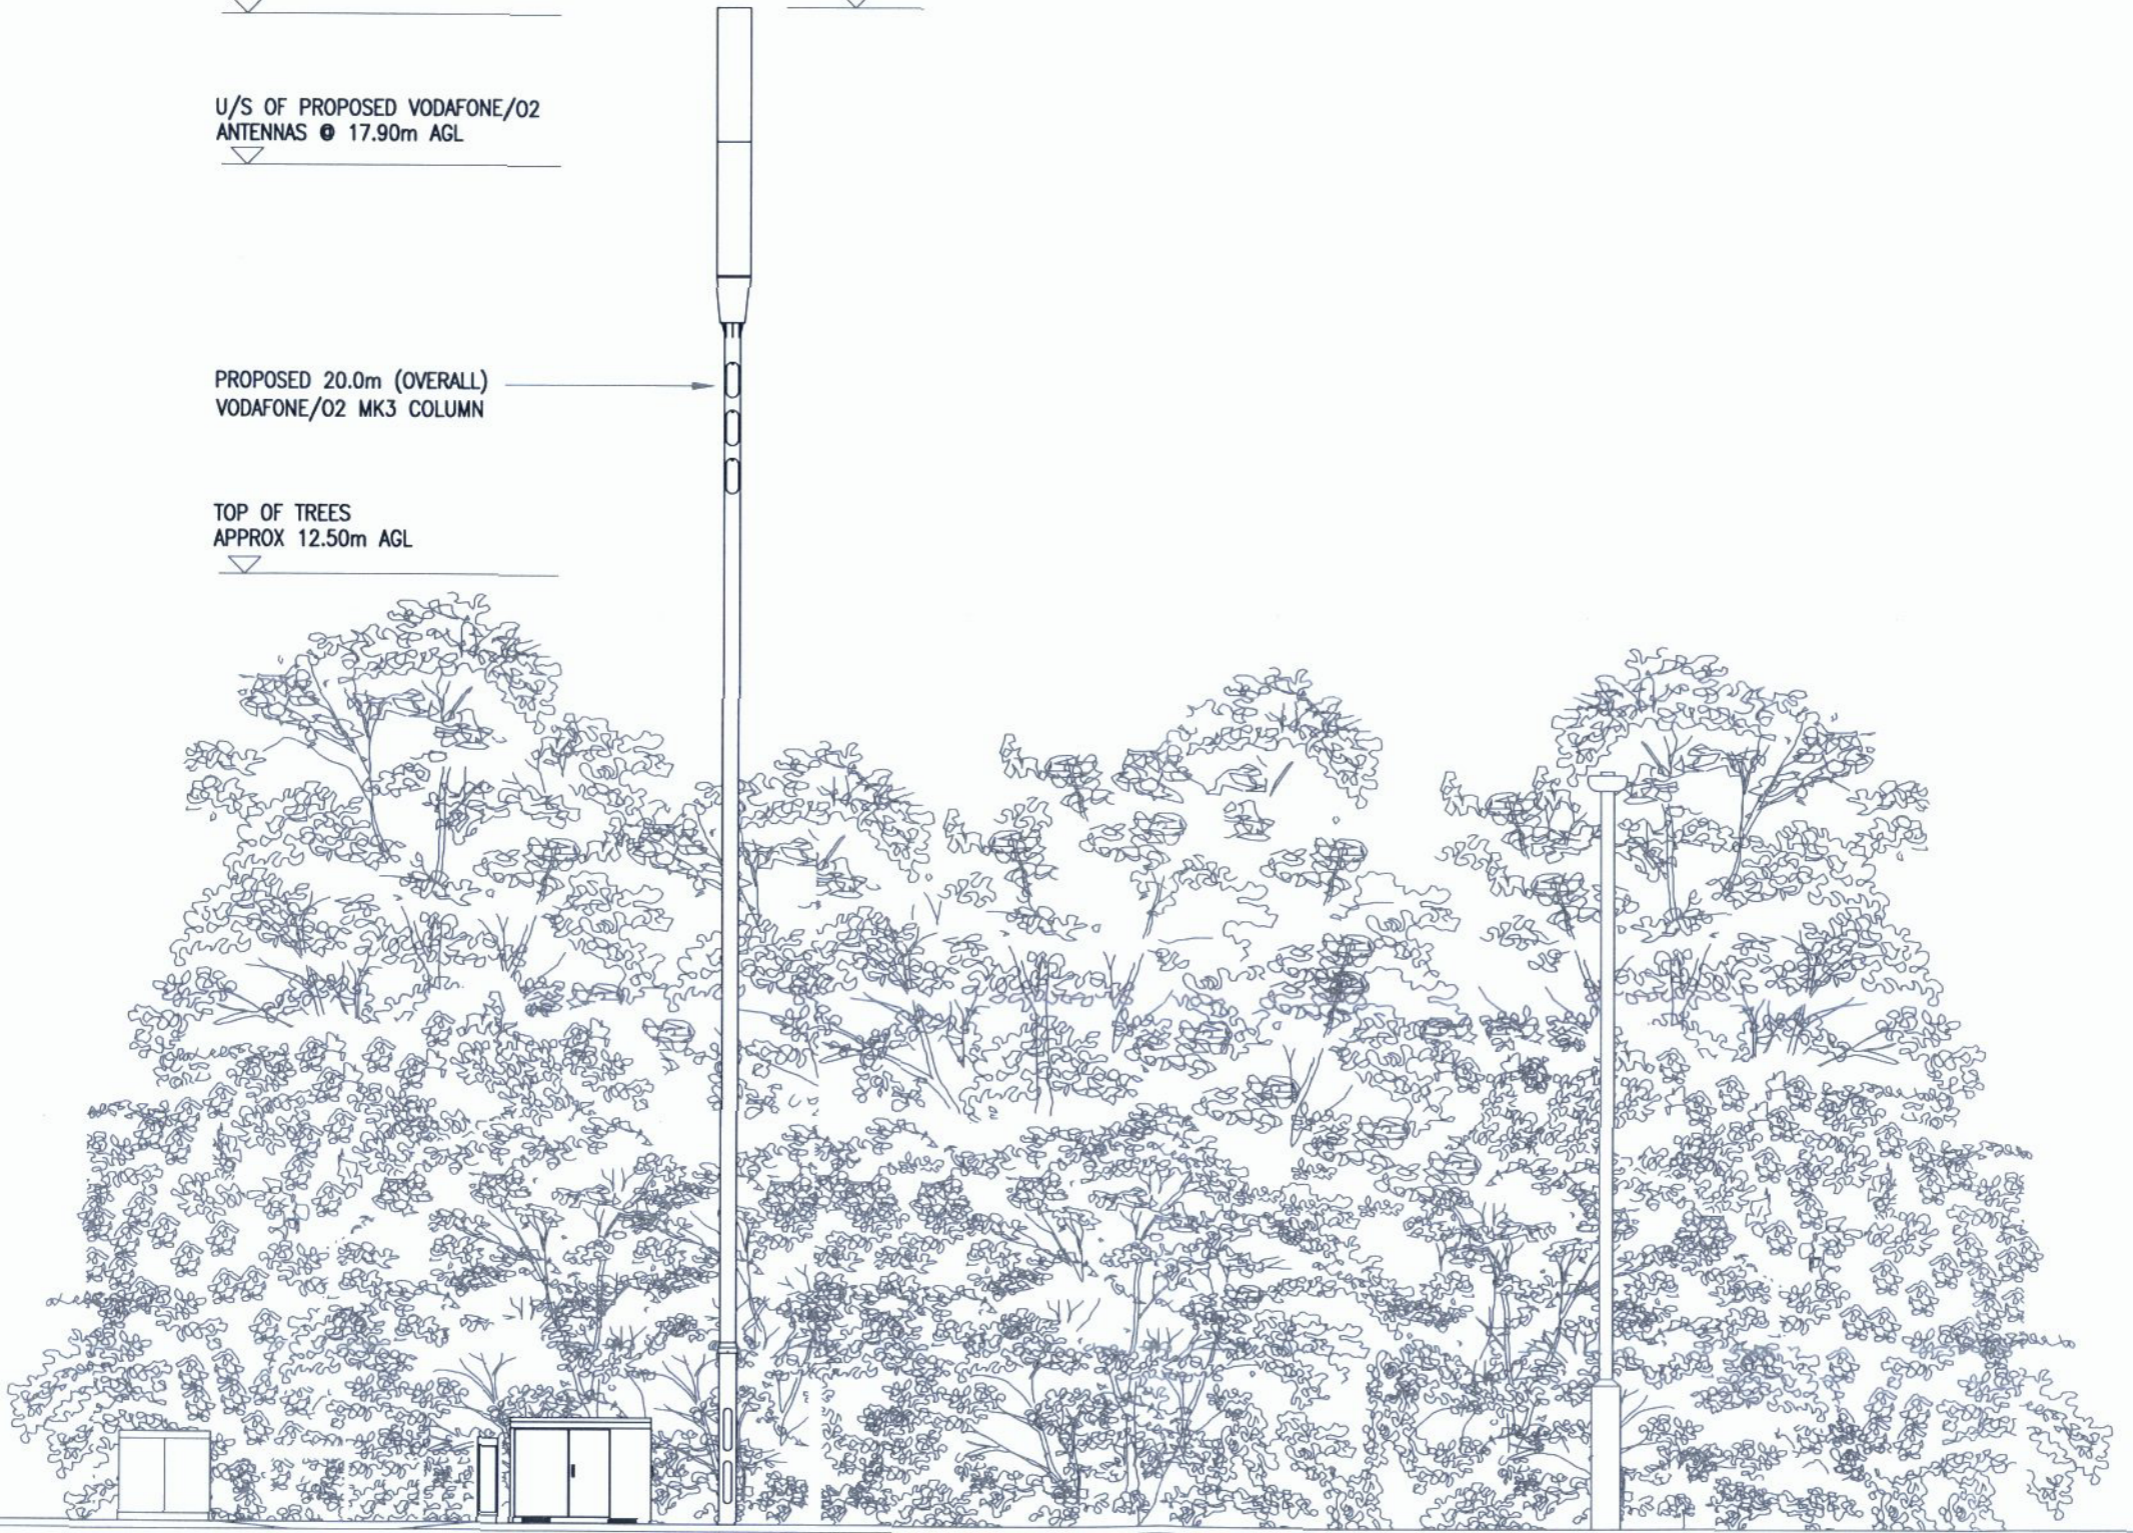 U/S OF PROPOSED VODAFONE/O2
ANTENNAS @ 17.90m AGL
PROPOSED 20.0m (OVERALL)
VODAFONE/O2 MK3 COLUMN
TOP OF TREES
APPROX 12.50m AGL